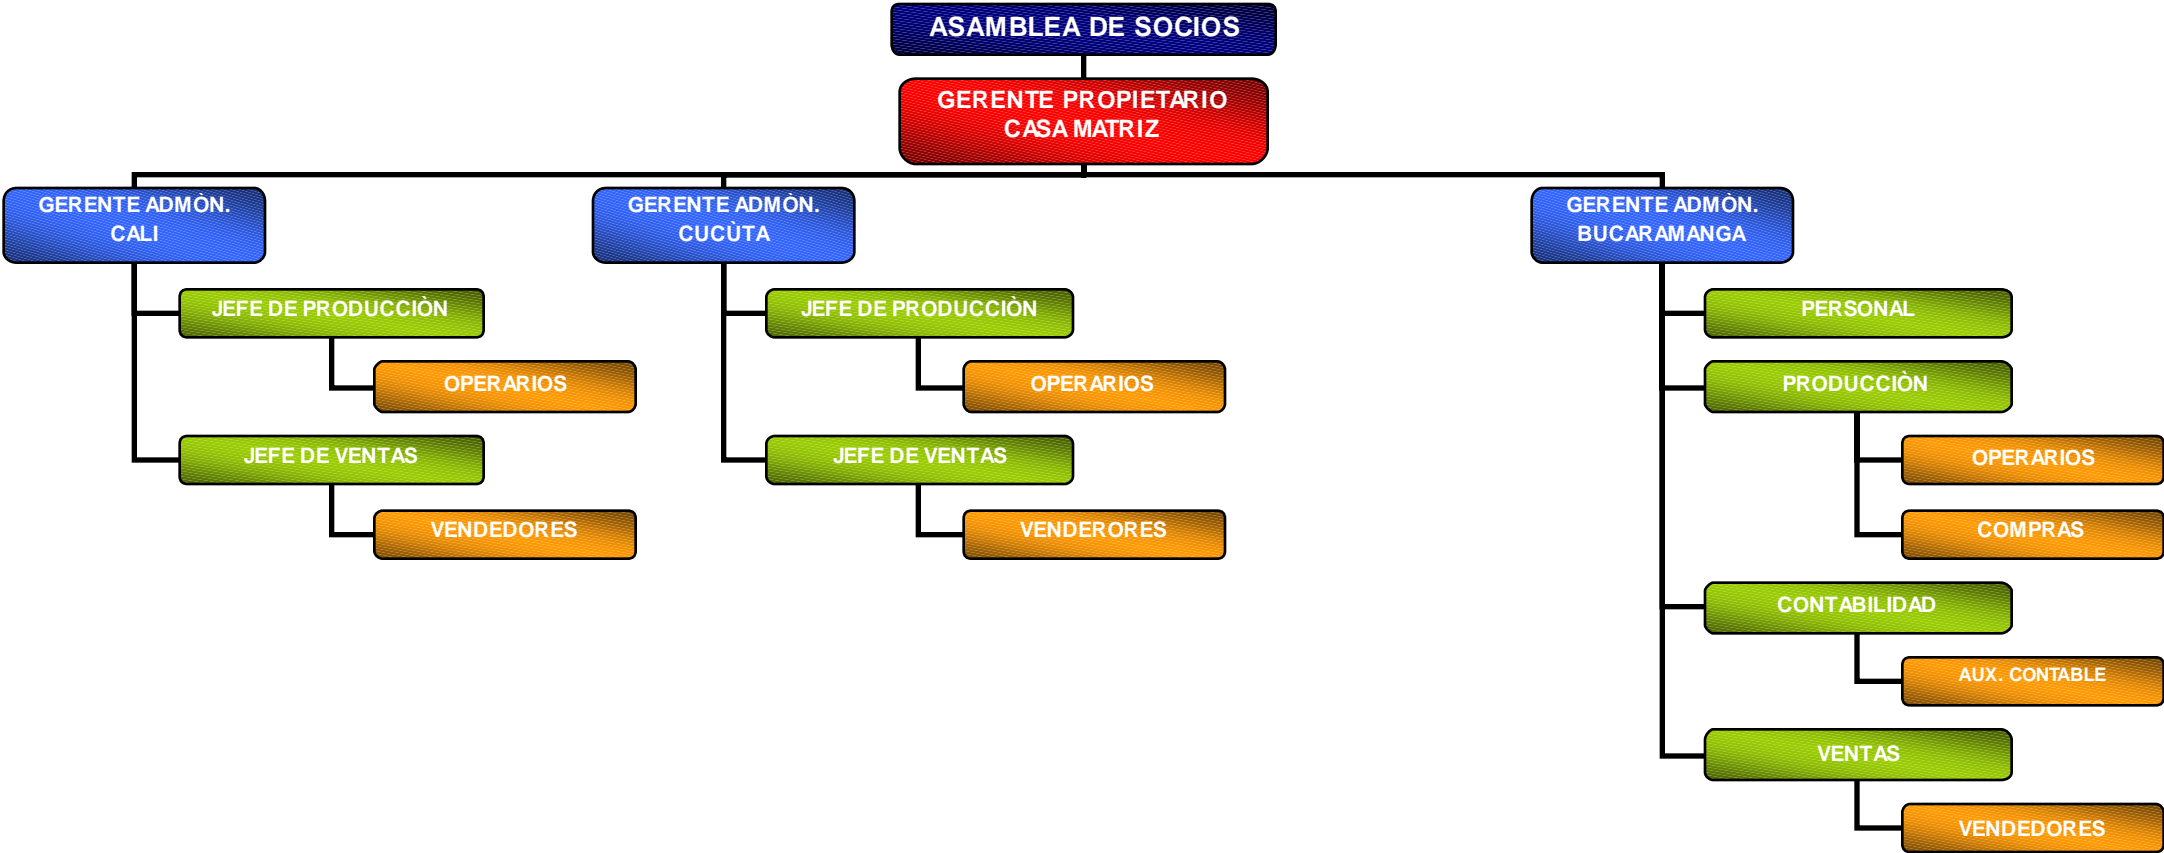 ASAMBLEA DE SOCIOS
GERENTE PROPIETARIO
CASA MATRIZ
GERENTE ADMÒN.
CALI
JEFE DE PRODUCCIÒN
OPERARIOS
JEFE DE VENTAS
VENDEDORES
GERENTE ADMÒN.
CUCÙTA
JEFE DE PRODUCCIÒN
OPERARIOS
JEFE DE VENTAS
VENDERORES
GERENTE ADMÒN.
BUCARAMANGA
PERSONAL
PRODUCCIÒN
OPERARIOS
COMPRAS
CONTABILIDAD
AUX. CONTABLE
VENTAS
VENDEDORES